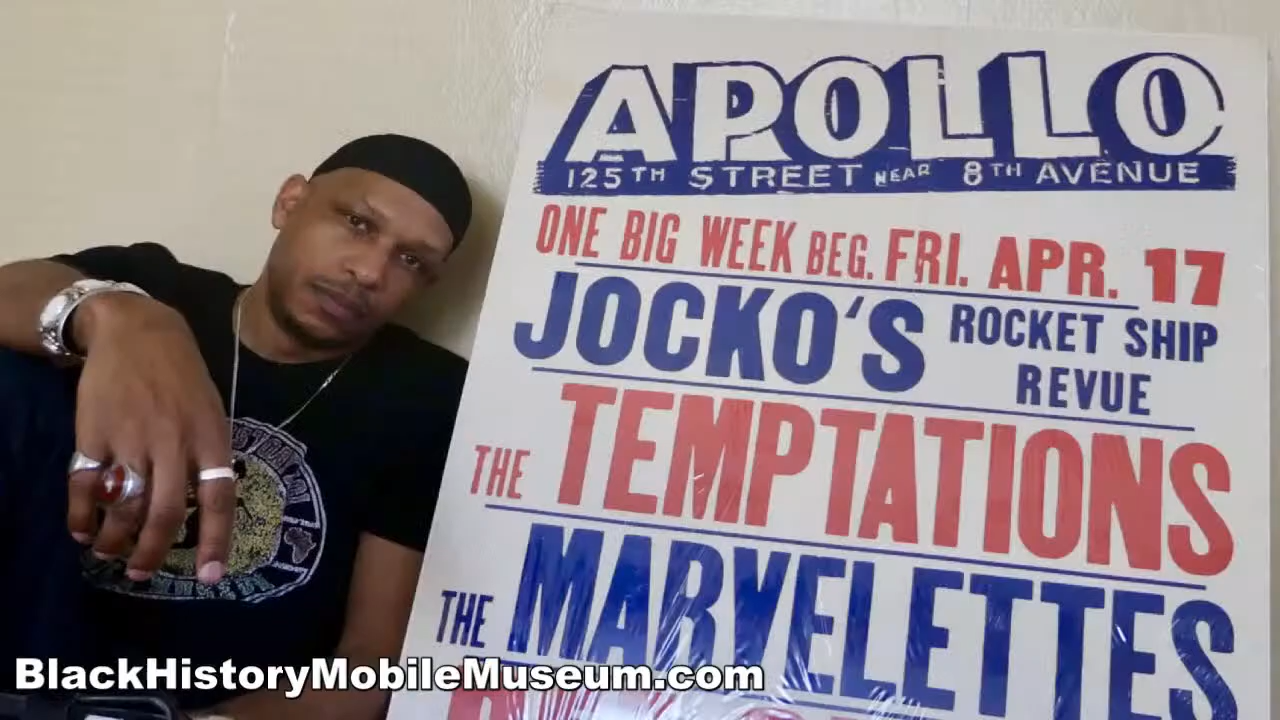 APOLLO
125TH STREET NEAR 8TH AVENUE
ONE BIG WEEK BEG. FRI. APR. 17
JOCKO'S ROCKET SHIP
REVUE
THE TEMPTATIONS
THE MARVELETTES
BlackHistoryMobileMuseum.com